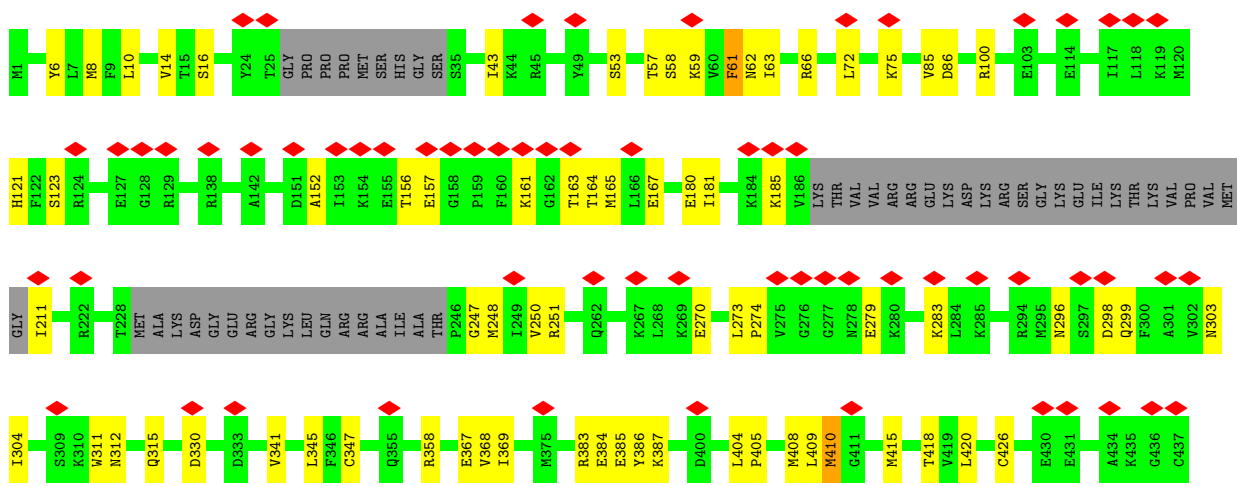 M1 Y6 L7 M8 F9 L10 V14 T15 S16 Y24 T25 GLY PRO PRO PRO MET SER HIS GLY SER S35 I43 K44 R45 Y49 S53 T57 S58 K59 V60 F61 N62 I63 R66 L72 K75 V85 D86 R100 E103 E114 I117 L118 K119 M120
H121 F122 S123 R124 E127 G128 R129 R138 A142 D151 A152 I153 K154 E155 T156 E157 G158 P159 F160 K161 G162 T163 T164 M165 L166 E167 E180 I181 K184 K185 V186 LYS THR VAL VAL ARG ARG GLU LYS ASP LYS ARG SER GLY LYS GLU ILE LYS THR LYS VAL PRO VAL MET
GLY I211 R222 T228 MET ALA LYS ASP GLY GLU ARG GLY LYS LEU GLN ARG ARG ALA ILE ALA THR P246 G247 M248 I249 V250 R251 Q262 K267 L268 K269 E270 L273 P274 V275 G276 G277 N278 E279 K280 K283 L284 K285 R294 M295 N296 S297 D298 Q299 F300 A301 V302 N303
I304 S309 K310 W311 N312 Q315 D330 D333 V341 L345 F346 C347 Q355 R358 E367 V368 I369 M375 R383 E384 E385 Y386 K387 D400 L404 P405 M408 L409 M410 G411 M415 T418 V419 L420 C426 E430 E431 A434 K435 G436 C437